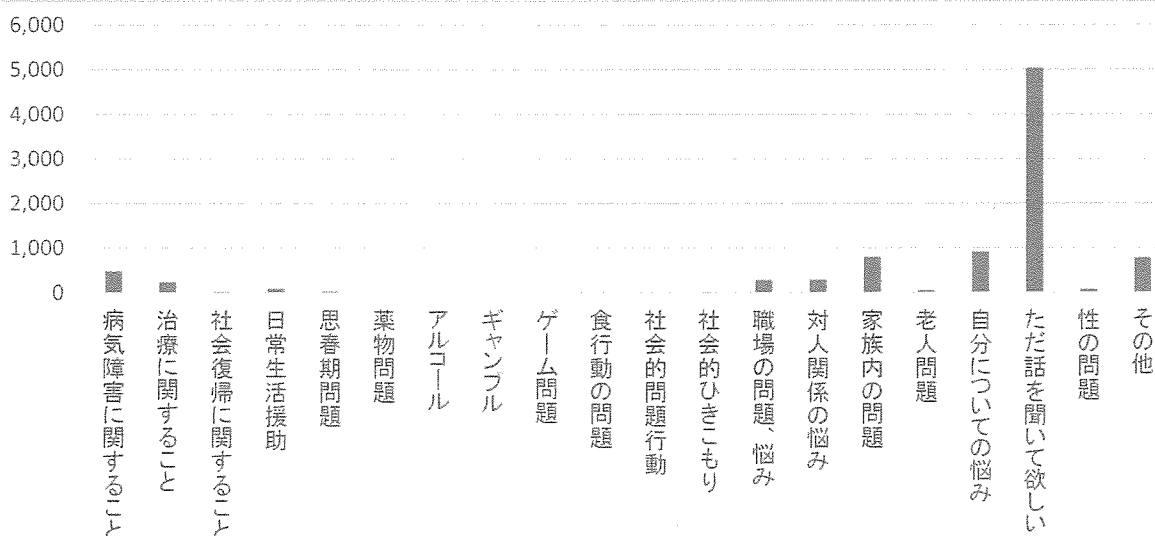 6,000
5,000
4,000
3,000
2,000
1,000
0
病気障害に関すること
治療に関すること
社会復帰に関すること
日常生活援助
思春期問題
薬物問題
アルコール
ギャンブル
ゲーム問題
食行動の問題
社会的問題行動
社会的ひきこもり
職場の問題、悩み
対人関係の悩み
家族内の問題
老人問題
自分についての悩み
ただ話を聞いて欲しい
性の問題
その他